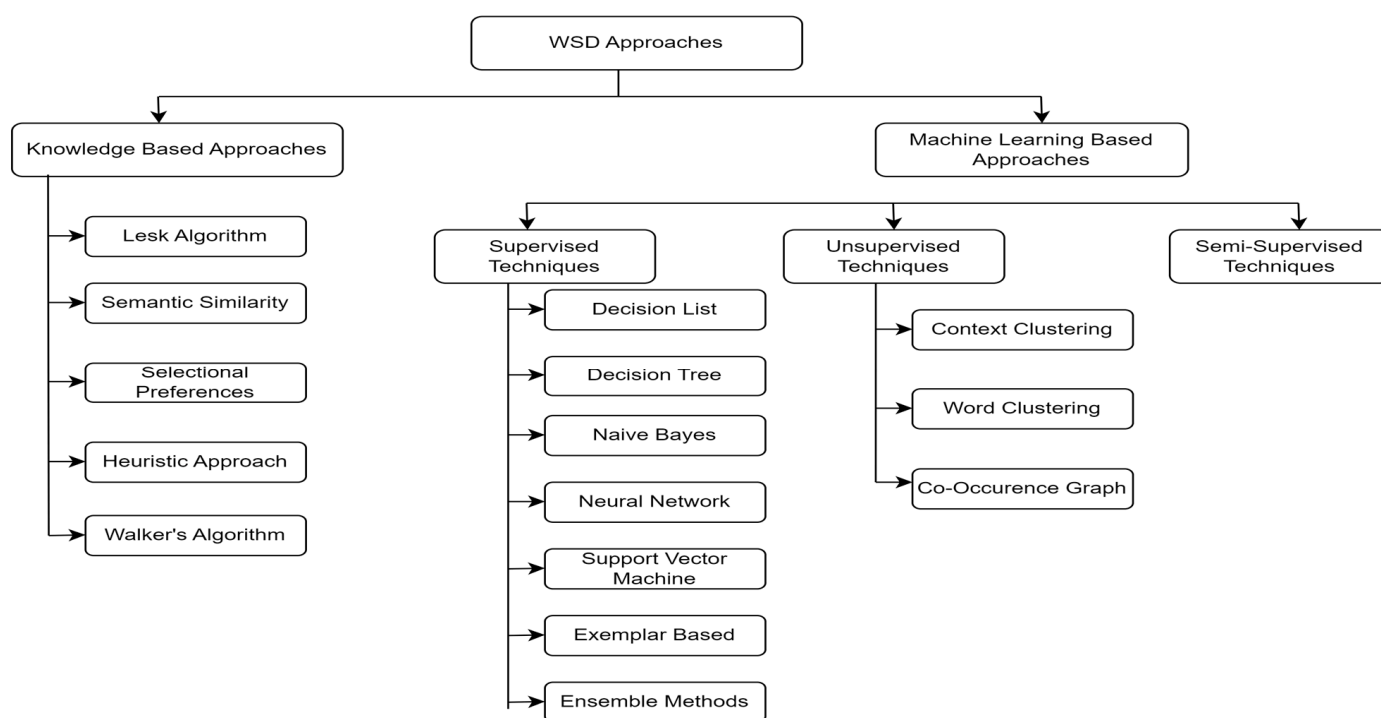 WSD Approaches
Knowledge Based Approaches
Machine Learning Based
Approaches
Lesk Algorithm
Semantic Similarity
Selectional
Preferences
Heuristic Approach
Walker's Algorithm
Supervised
Techniques
Decision List
Decision Tree
Naive Bayes
Neural Network
Support Vector
Machine
Exemplar Based
Ensemble Methods
Unsupervised
Techniques
Context Clustering
Word Clustering
Co-Occurence Graph
Semi-Supervised
Techniques